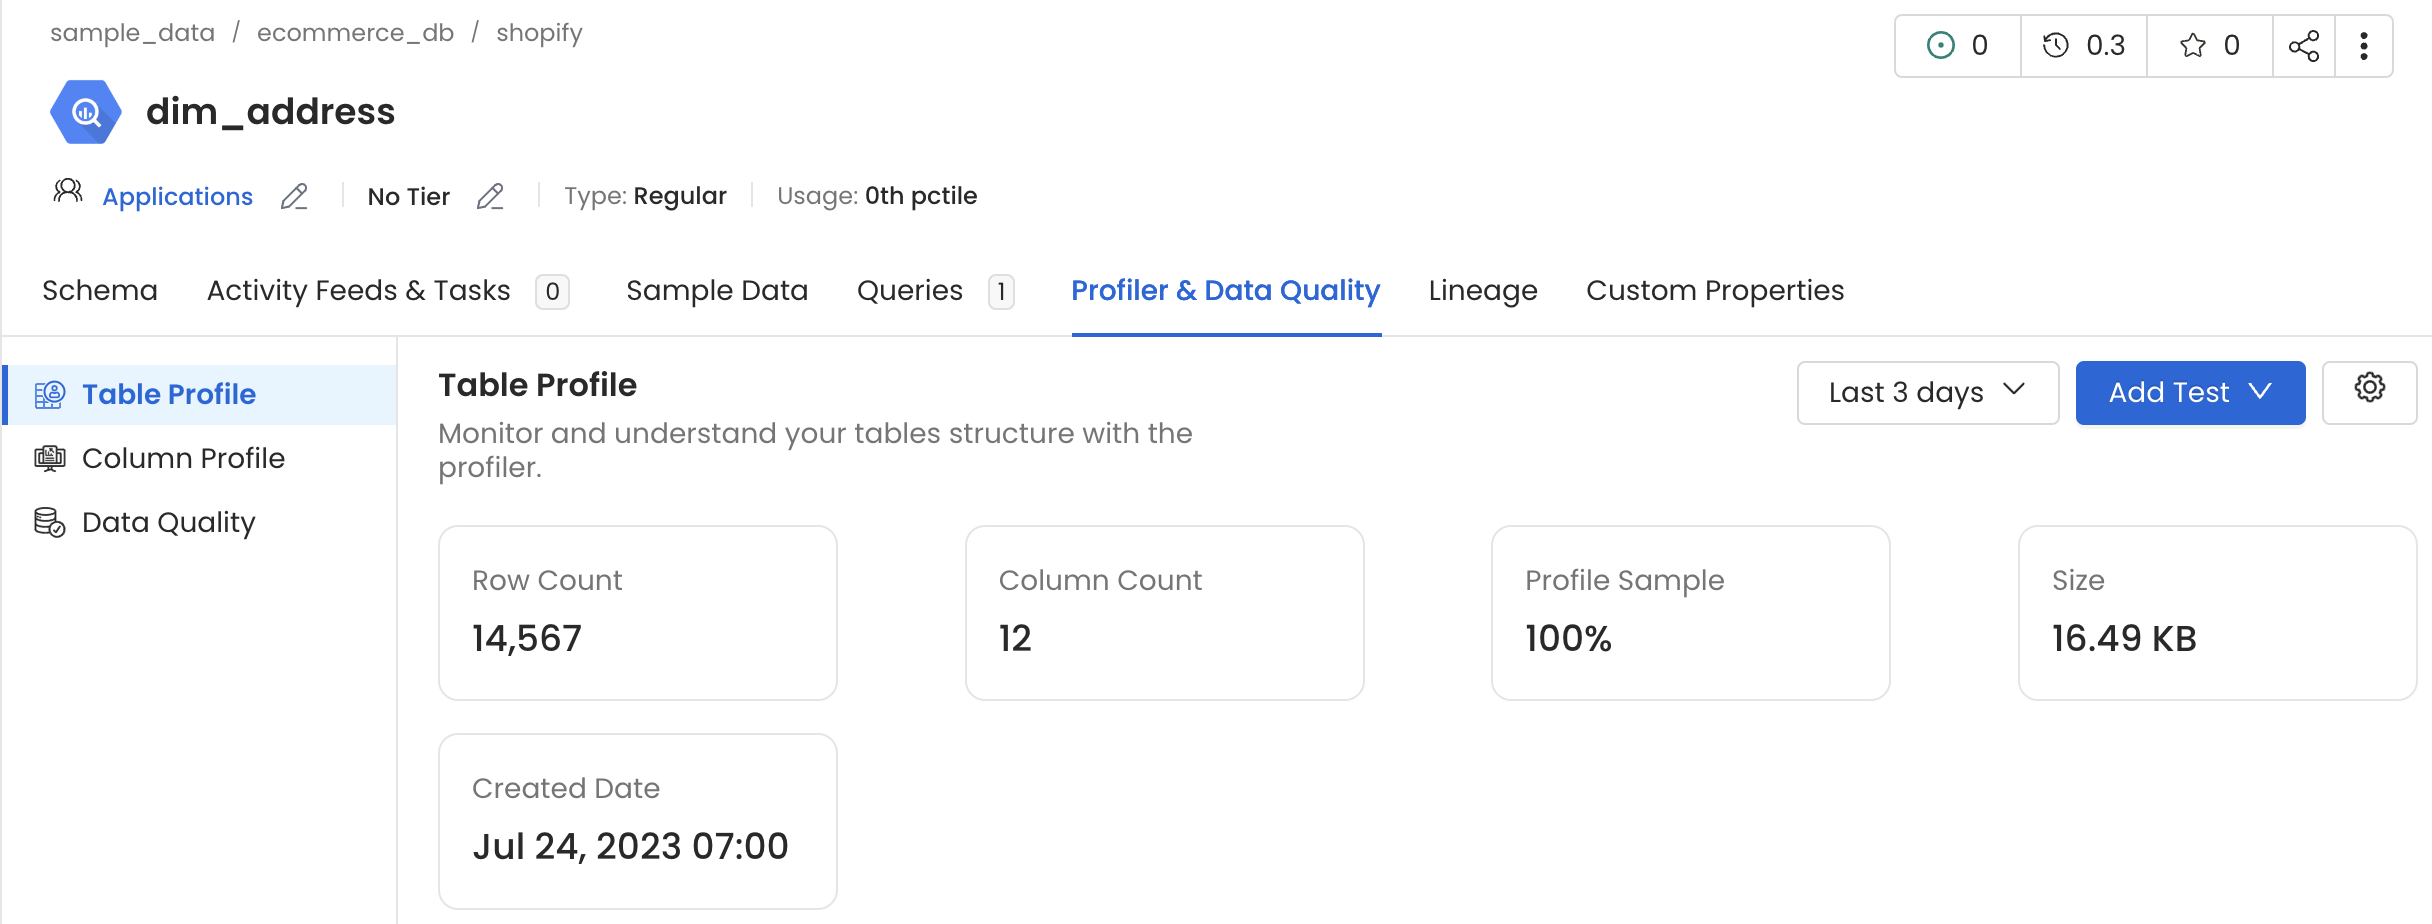 sample_data / ecommerce_db / shopify
0 0.3 0
dim_address
Applications No Tier Type: Regular Usage: 0th pctile
Schema Activity Feeds & Tasks 0 Sample Data Queries 1 Profiler & Data Quality Lineage Custom Properties
Table Profile
Column Profile
Data Quality
Table Profile
Monitor and understand your tables structure with the
profiler.
Last 3 days Add Test
Row Count
14,567
Column Count
12
Profile Sample
100%
Size
16.49 KB
Created Date
Jul 24, 2023 07:00